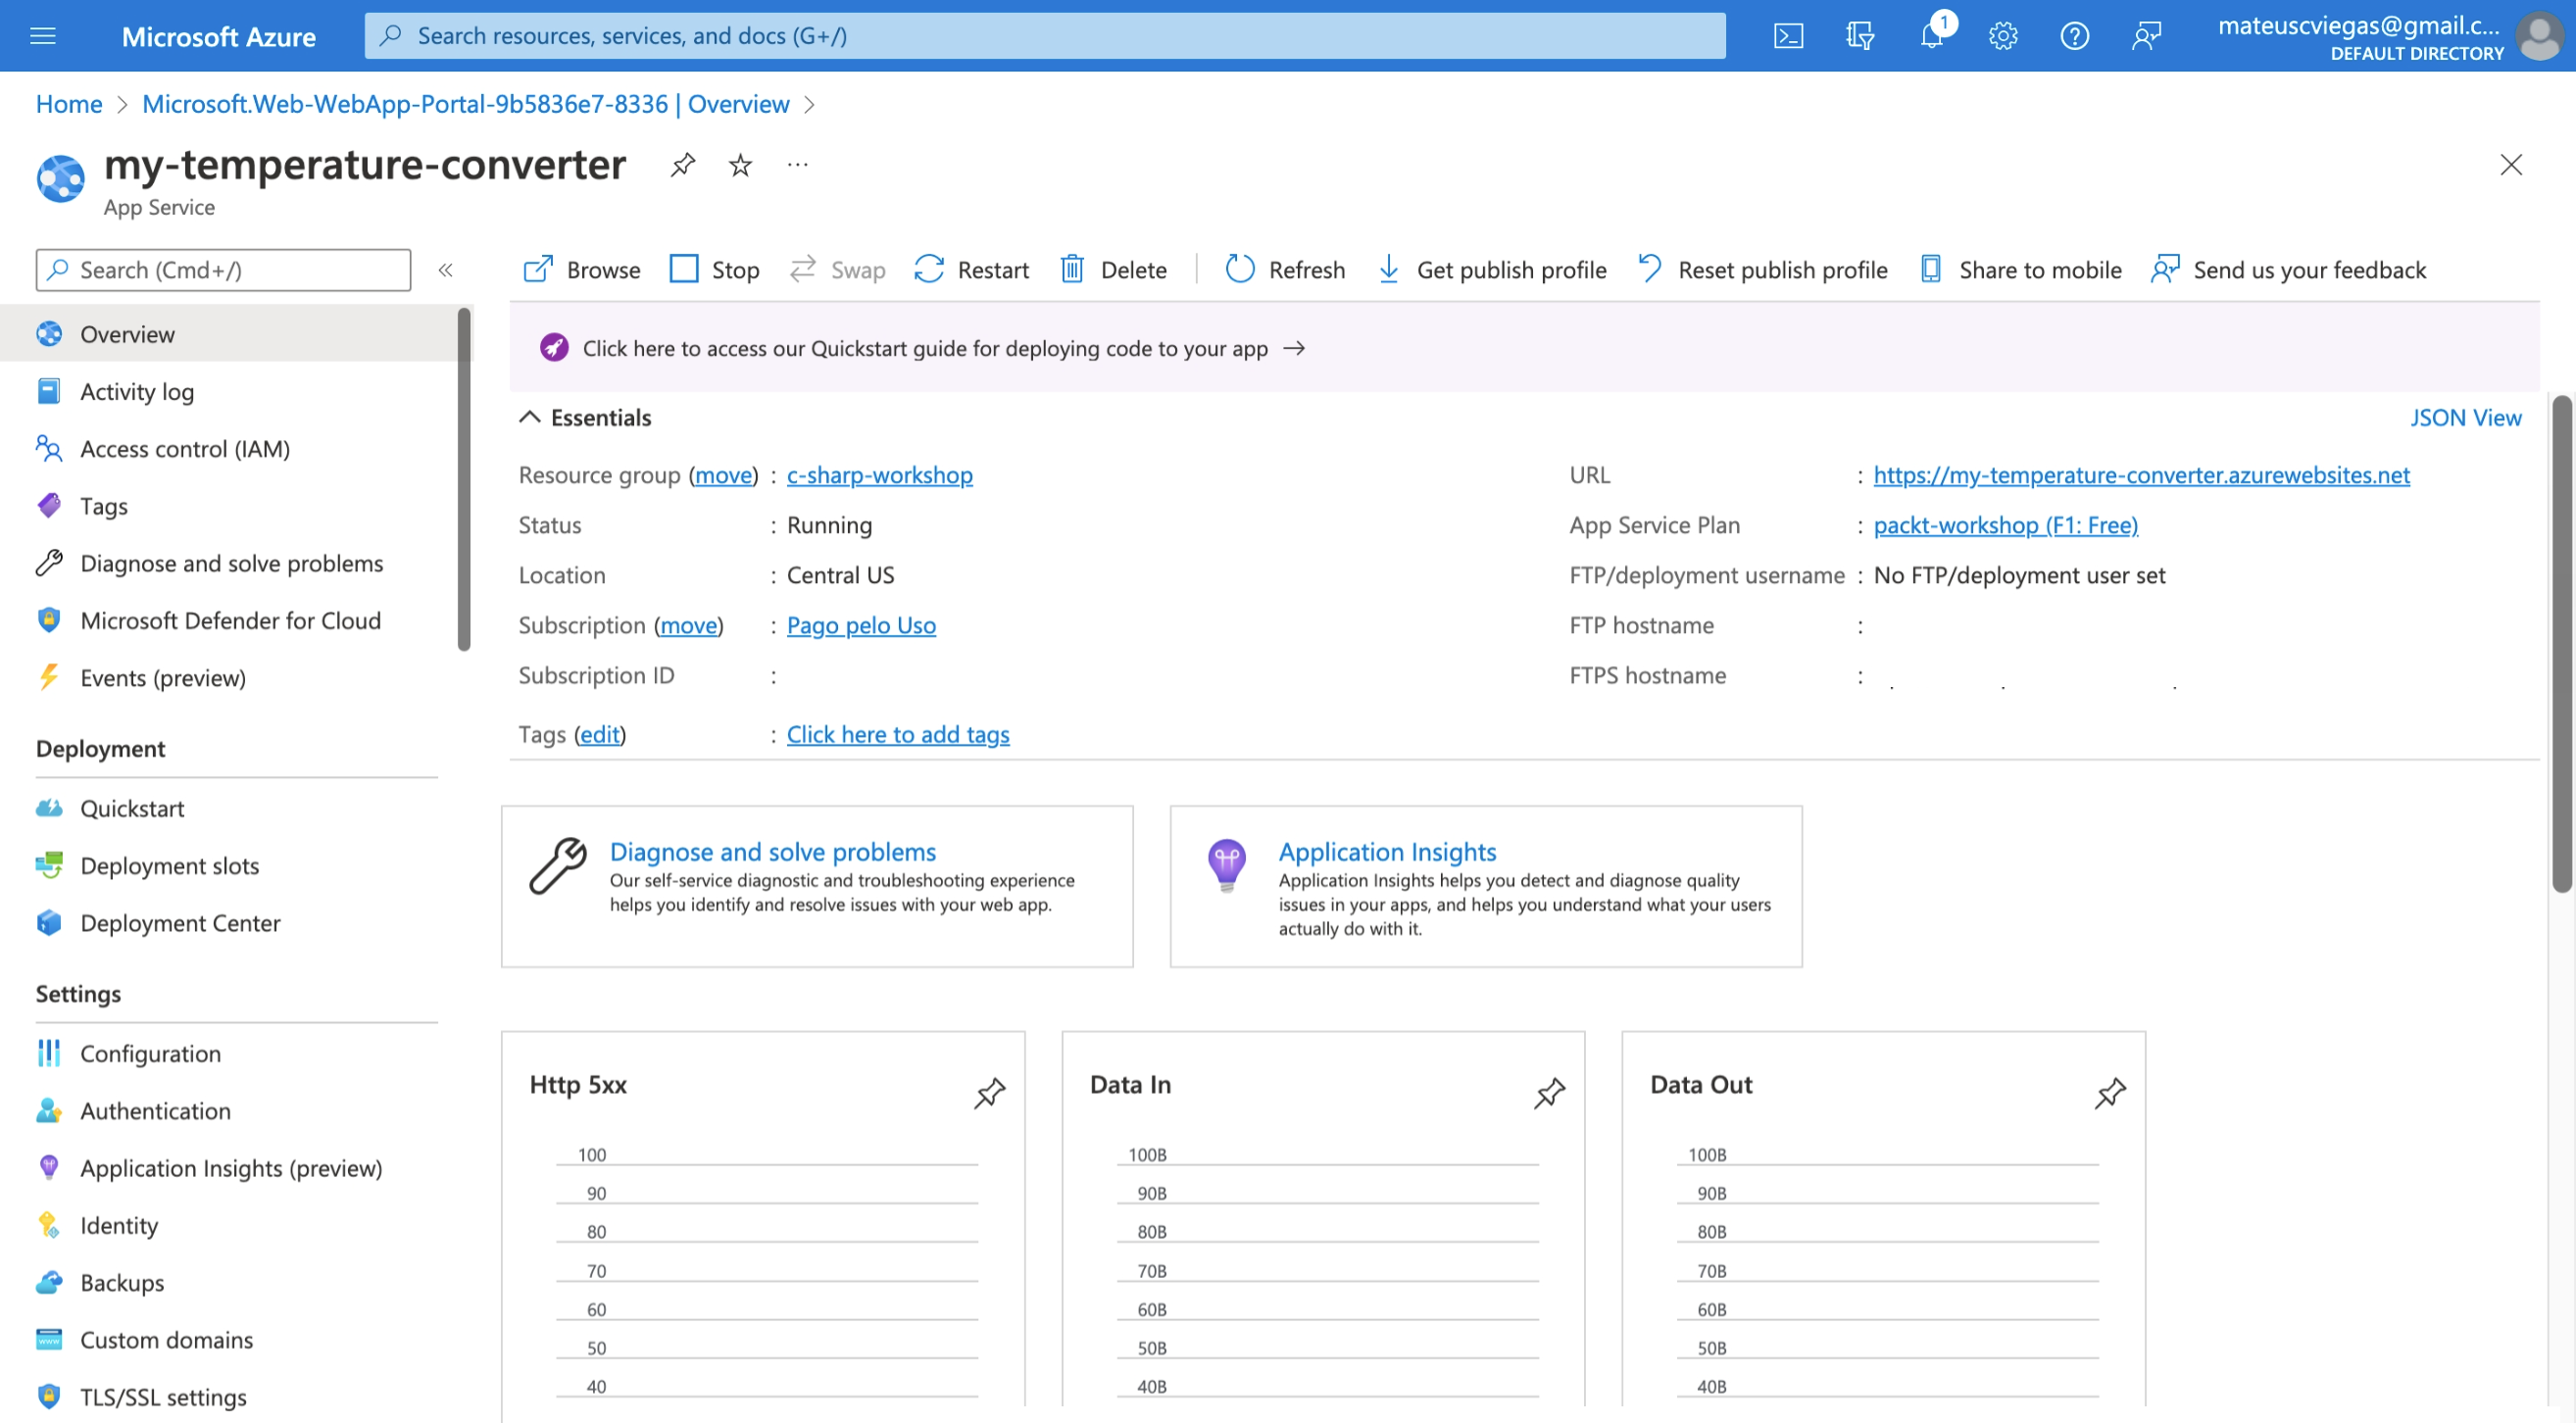 Microsoft Azure
Search resources, services, and docs (G+/)
1
mateuscviegas@gmail.c...
DEFAULT DIRECTORY
Home > Microsoft.Web-WebApp-Portal-9b5836e7-8336 | Overview >
my-temperature-converter
App Service
Search (Cmd+/)
Overview
Activity log
Access control (IAM)
Tags
Diagnose and solve problems
Microsoft Defender for Cloud
Events (preview)
Deployment
Quickstart
Deployment slots
Deployment Center
Settings
Configuration
Authentication
Application Insights (preview)
Identity
Backups
Custom domains
TLS/SSL settings
Browse Stop Swap Restart Delete Refresh Get publish profile Reset publish profile Share to mobile Send us your feedback
Click here to access our Quickstart guide for deploying code to your app →
Essentials
JSON View
Resource group (move) : c-sharp-workshop
Status : Running
Location : Central US
Subscription (move) : Pago pelo Uso
Subscription ID :
Tags (edit) : Click here to add tags
URL : https://my-temperature-converter.azurewebsites.net
App Service Plan : packt-workshop (F1: Free)
FTP/deployment username : No FTP/deployment user set
FTP hostname :
FTPS hostname :
Diagnose and solve problems
Our self-service diagnostic and troubleshooting experience
helps you identify and resolve issues with your web app.
Application Insights
Application Insights helps you detect and diagnose quality
issues in your apps, and helps you understand what your users
actually do with it.
Http 5xx
100
90
80
70
60
50
40
Data In
100B
90B
80B
70B
60B
50B
40B
Data Out
100B
90B
80B
70B
60B
50B
40B